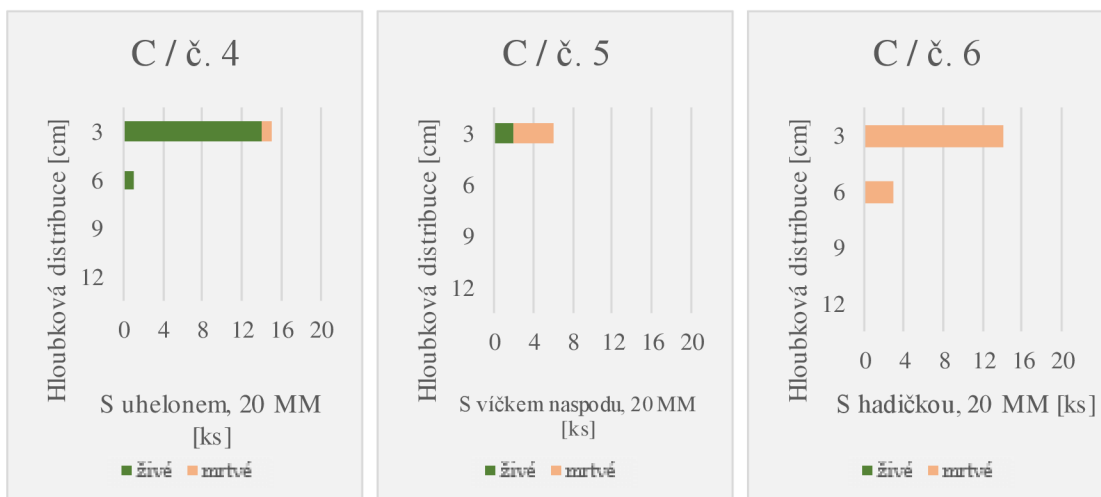 C / č. 4
Hloubková distribuce [cm]
3
6
9
12
0 4 8 12 16 20
S uhelonem, 20 MM
[ks]
živé mrtvé
C / č. 5
Hloubková distribuce [cm]
3
6
9
12
0 4 8 12 16 20
S víčkem naspodu, 20 MM
[ks]
živé mrtvé
C / č. 6
Hloubková distribuce [cm]
3
6
9
12
0 4 8 12 16 20
S hadičkou, 20 MM [ks]
živé mrtvé